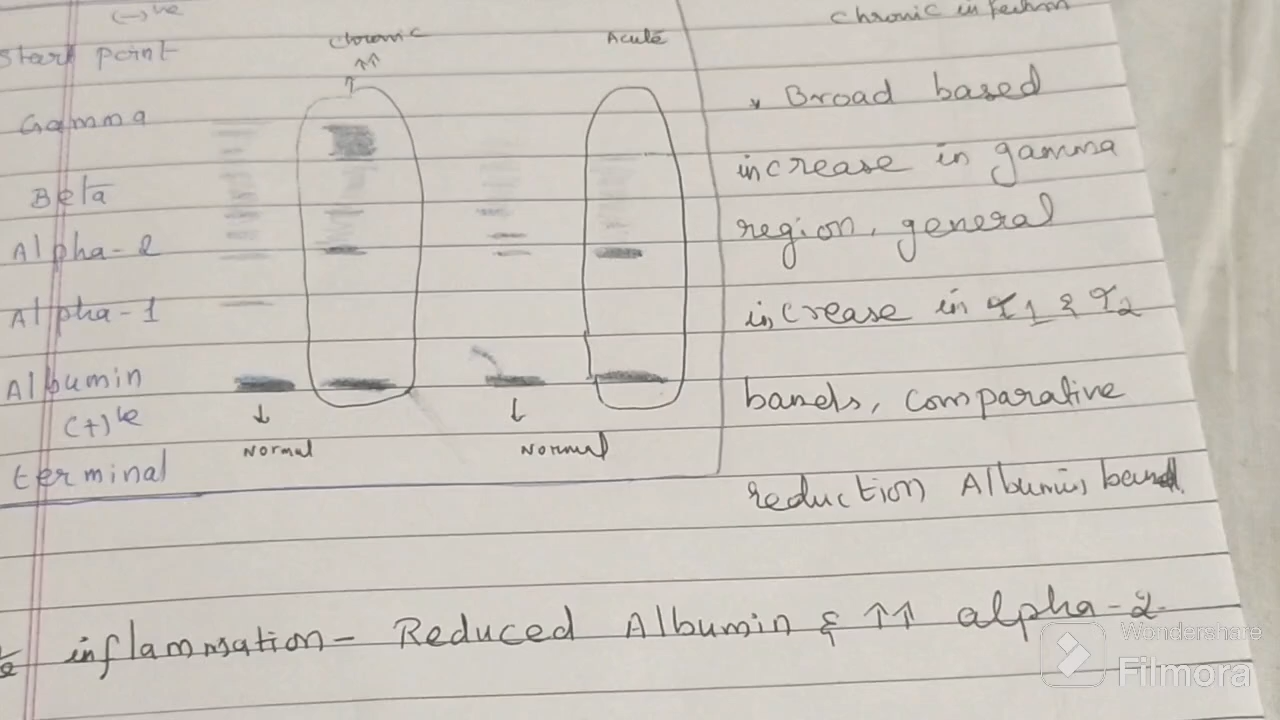 (-)ve
Start point
Chronic
↑↑↑
Acute
Gamma
Beta
Alpha-2
Alpha-1
Albumin
(+)ve
terminal
↓
Normal
↓
Normal
Chronic infection
Broad based
increase in gamma
region, general
increase in α1 & α2
bands, comparative
reduction Albumin band.
inflammation - Reduced Albumin & ↑↑ alpha-2
Wondershare
Filmora